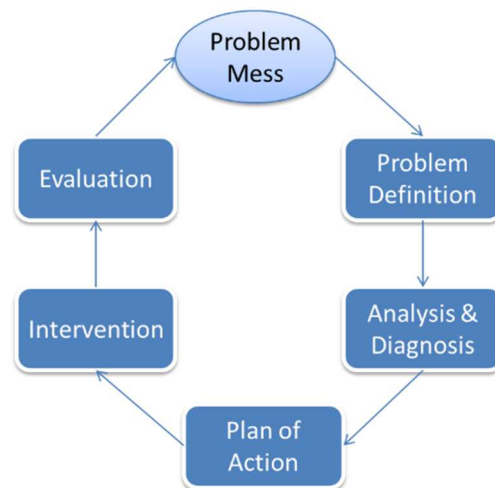 Problem
Mess
Problem
Definition
Analysis &
Diagnosis
Plan of
Action
Intervention
Evaluation